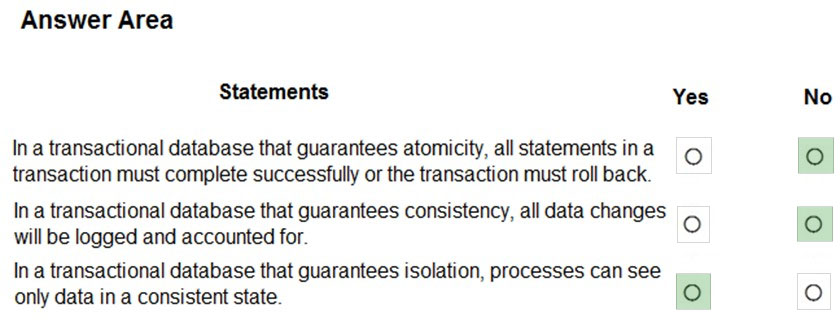 Answer Area
Statements Yes No
In a transactional database that guarantees atomicity, all statements in a
transaction must complete successfully or the transaction must roll back.
In a transactional database that guarantees consistency, all data changes
will be logged and accounted for.
In a transactional database that guarantees isolation, processes can see
only data in a consistent state.